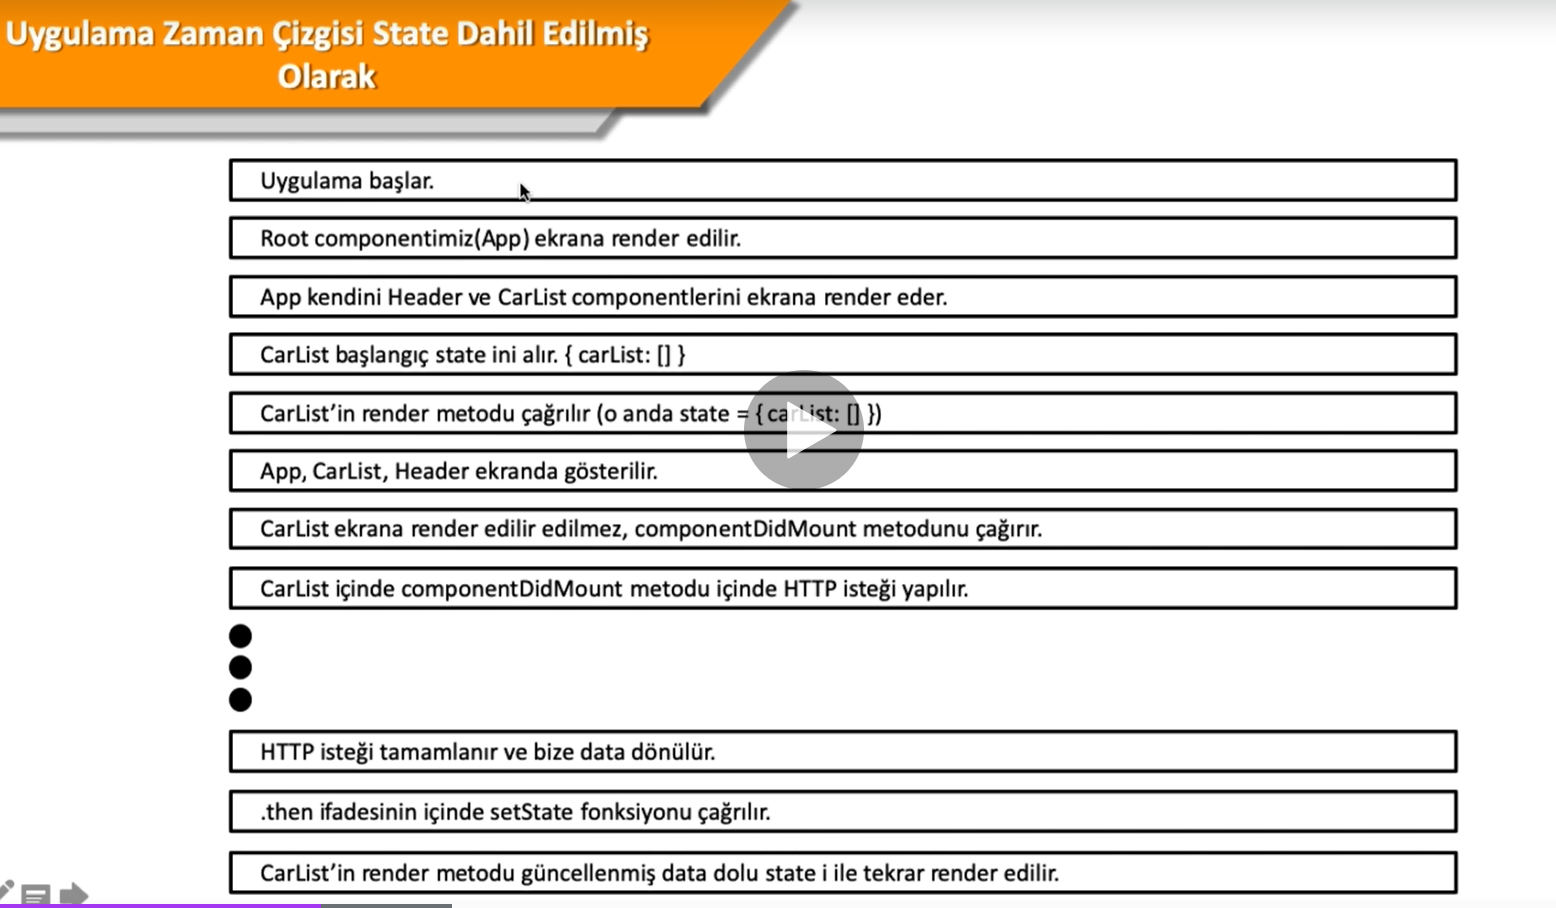 Uygulama Zaman Çizgisi State Dahil Edilmiş
Olarak
Uygulama başlar.
Root componentimiz(App) ekrana render edilir.
App kendini Header ve CarList componentlerini ekrana render eder.
CarList başlangıç state ini alır. { carList: [] }
CarList’in render metodu çağrılır (o anda state = { carList: [] })
App, CarList, Header ekranda gösterilir.
CarList ekrana render edilir edilmez, componentDidMount metodunu çağırır.
CarList içinde componentDidMount metodu içinde HTTP isteği yapılır.
HTTP isteği tamamlanır ve bize data dönülür.
.then ifadesinin içinde setState fonksiyonu çağrılır.
CarList’in render metodu güncellenmiş data dolu state i ile tekrar render edilir.